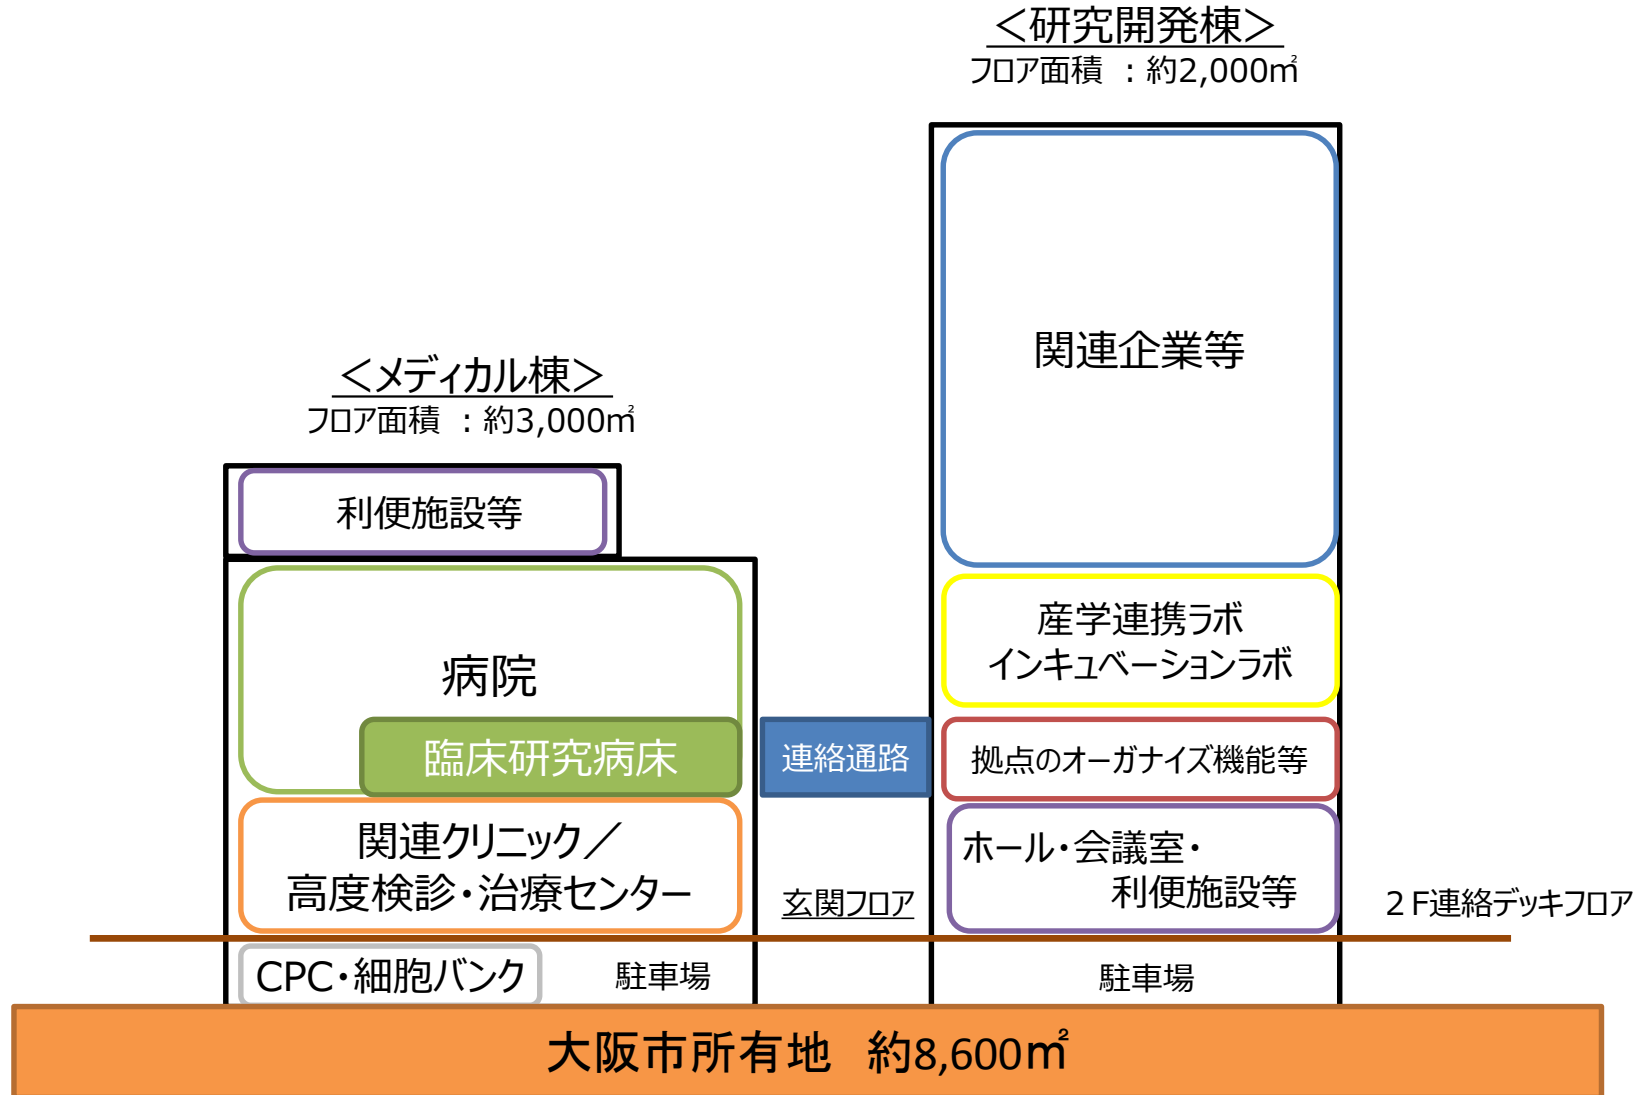 ＜研究開発棟＞
フロア面積 ：約2,000㎡
関連企業等
産学連携ラボ
インキュベーションラボ
拠点のオーガナイズ機能等
ホール・会議室・
利便施設等
駐車場
＜メディカル棟＞
フロア面積 ：約3,000㎡
利便施設等
病院
臨床研究病床
関連クリニック／
高度検診・治療センター
CPC・細胞バンク
駐車場
連絡通路
玄関フロア
２F連絡デッキフロア
大阪市所有地　約8,600㎡